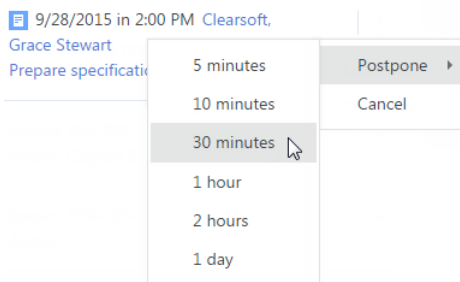 9/28/2015 in 2:00 PM Clearsoft,
Grace Stewart
Prepare
5 minutes
10 minutes
30 minutes
1 hour
2 hours
1 day
Postpone
Cancel